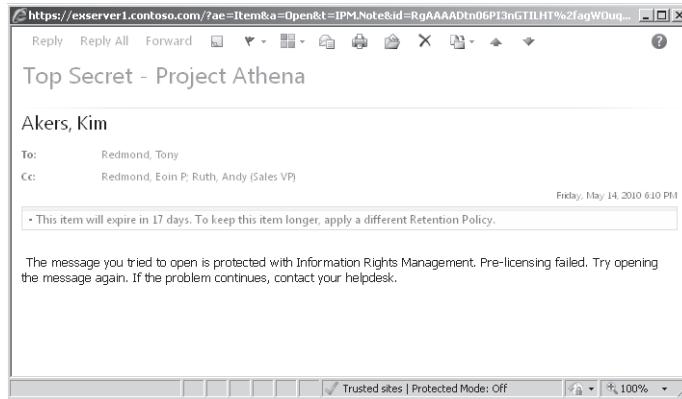 https://exserver1.contoso.com/?ae=Item&a=Open&t=IPM.Note&id=RgAAAADtn06PI3nGTILHT%2fagWOuq...
Reply Reply All Forward
Top Secret - Project Athena
Akers, Kim
To: Redmond, Tony
Cc: Redmond, Eoin P; Ruth, Andy (Sales VP)
Friday, May 14, 2010 6:10 PM
• This item will expire in 17 days. To keep this item longer, apply a different Retention Policy.
The message you tried to open is protected with Information Rights Management. Pre-licensing failed. Try opening
the message again. If the problem continues, contact your helpdesk.
Trusted sites | Protected Mode: Off 100%